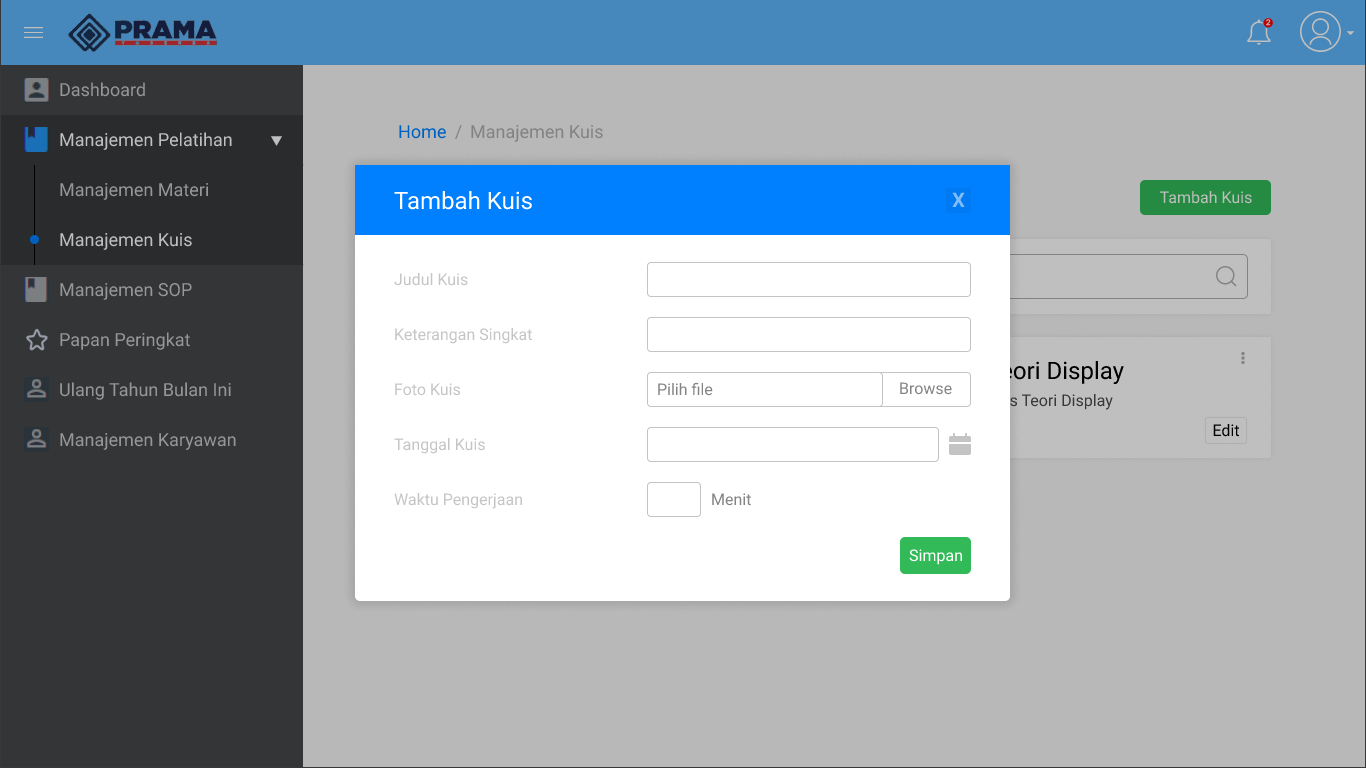 PRAMA
2
Dashboard
Manajemen Pelatihan
Manajemen Materi
Manajemen Kuis
Manajemen SOP
Papan Peringkat
Ulang Tahun Bulan Ini
Manajemen Karyawan
Home / Manajemen Kuis
Tambah Kuis
Tambah Kuis X
Judul Kuis
Keterangan Singkat
Foto Kuis Pilih file Browse
Tanggal Kuis
Waktu Pengerjaan Menit
Simpan
eori Display
s Teori Display
Edit